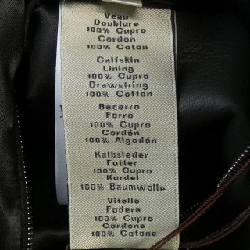 Veau
Doublure
100% Cupro
Cordon
100% Coton
Calfskin
Lining
100% Cupro
Drawstring
100% Cotton
Becerro
Forro
100% Cupro
Cordón
100% Algodón
Kalbsleder
Futter
100% Cupro
Kordel
100% Baumwolle
Vitello
Fodera
100% Cupro
Cordone
100% Cotone